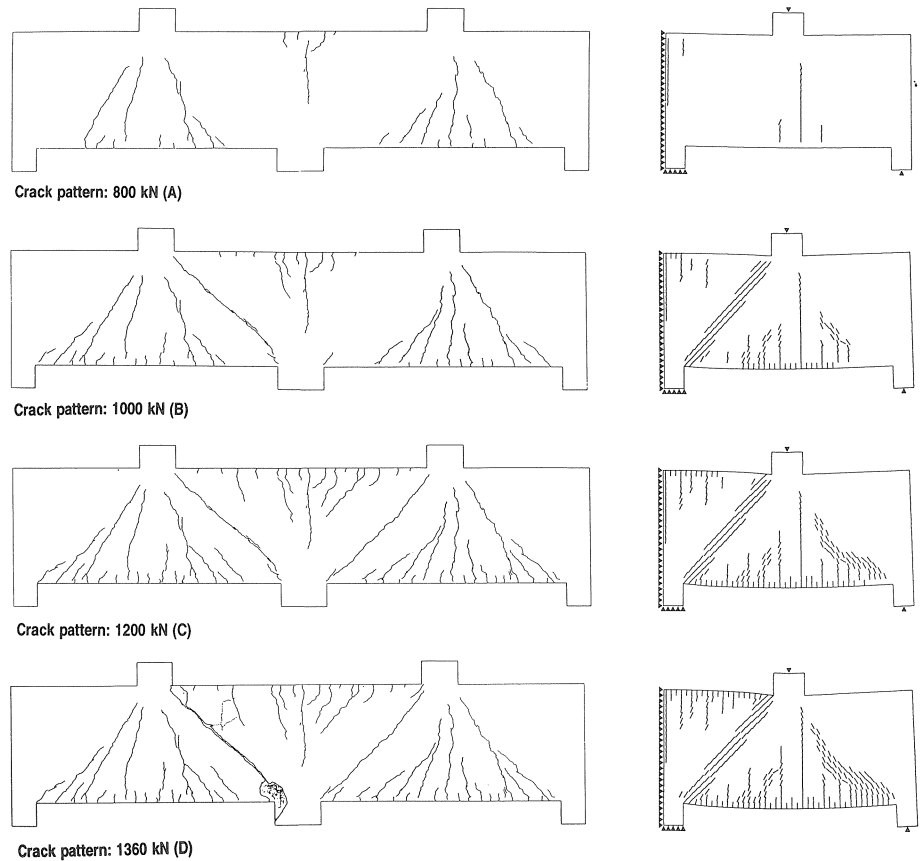 Crack pattern: 800 kN (A)
Crack pattern: 1000 kN (B)
Crack pattern: 1200 kN (C)
Crack pattern: 1360 kN (D)